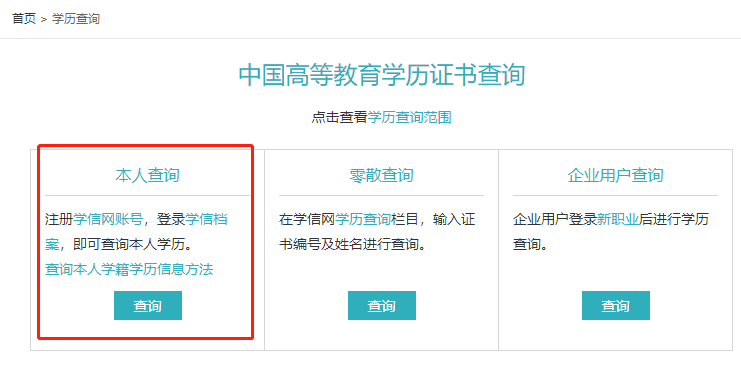 首页 > 学历查询
中国高等教育学历证书查询
点击查看学历查询范围
本人查询
注册学信网账号，登录学信档
案，即可查询本人学历。
查询本人学籍学历信息方法
查询
零散查询
在学信网学历查询栏目，输入证
书编号及姓名进行查询。
查询
企业用户查询
企业用户登录新职业后进行学历
查询。
查询